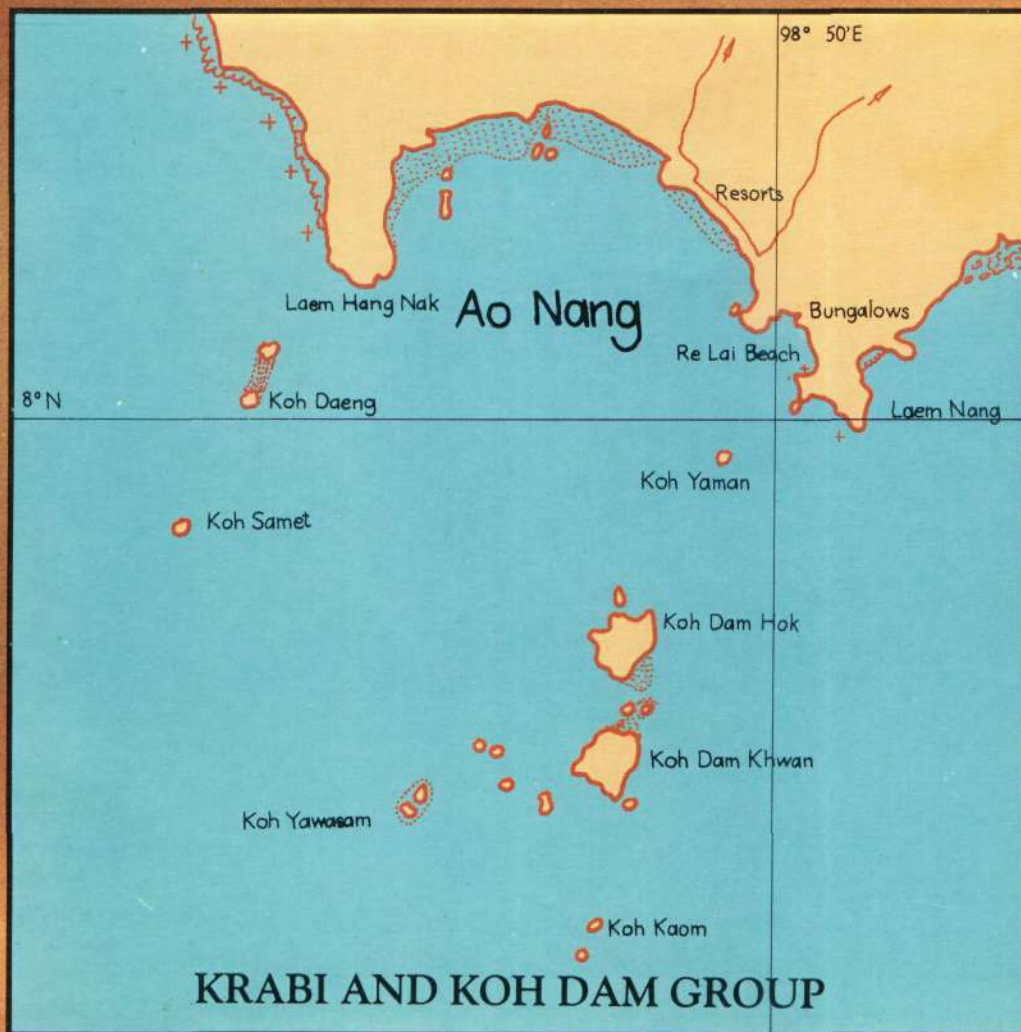 98° 50'E
Resorts
Laem Hang Nak
Ao Nang
Bungalows
Re Lai Beach
8° N
Koh Daeng
Laem Nang
Koh Yaman
Koh Samet
Koh Dam Hok
Koh Dam Khwan
Koh Yawasam
Koh Kaom
KRABI AND KOH DAM GROUP